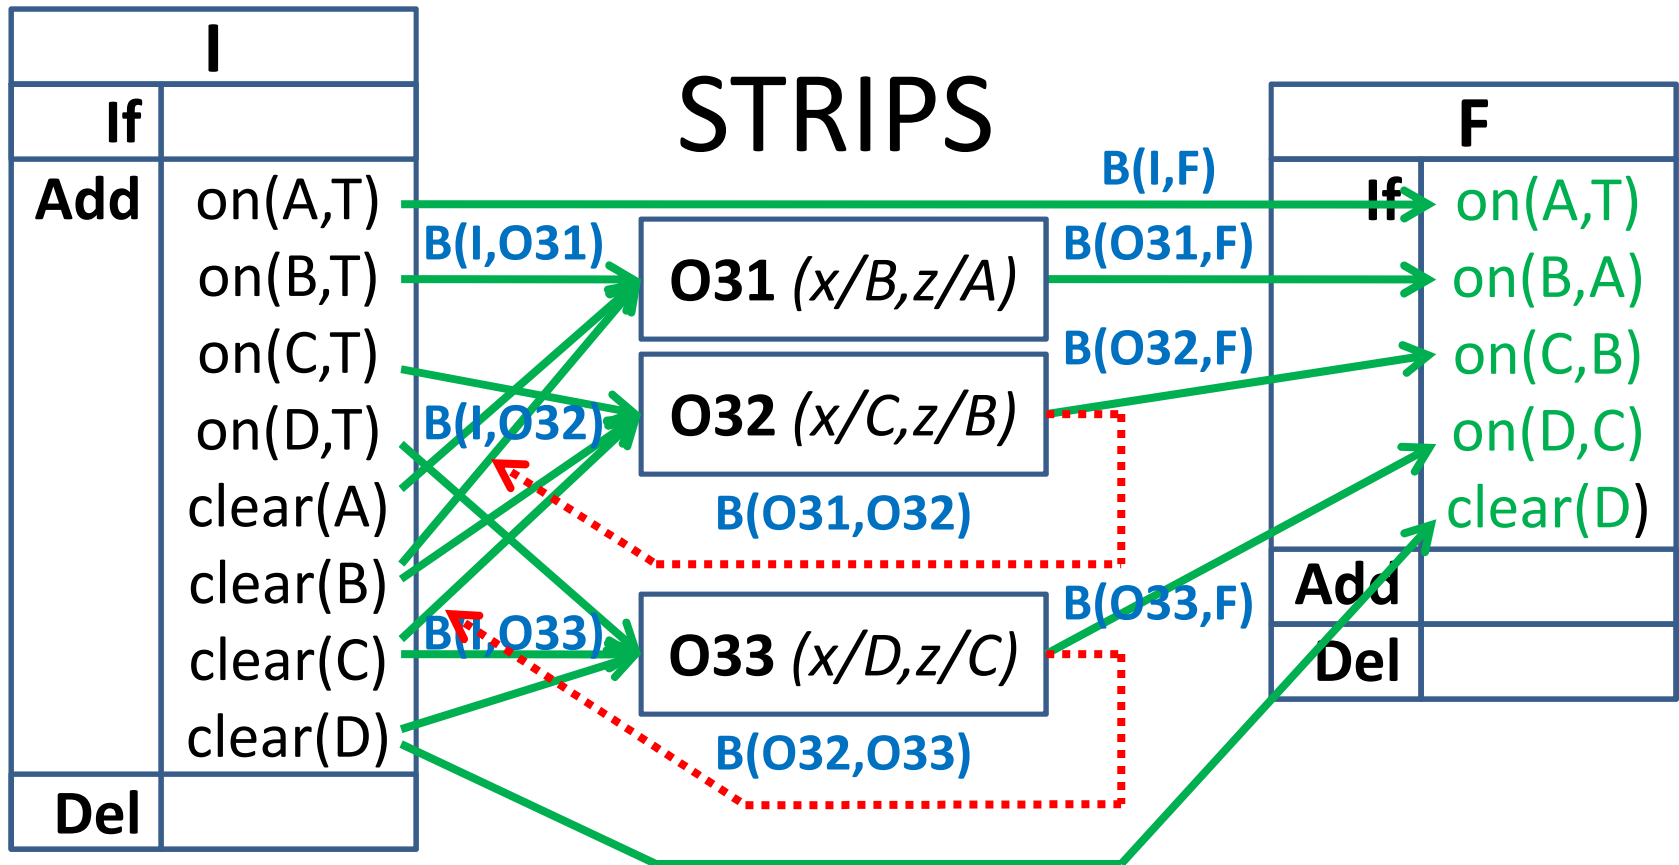 I
If
Add
on(A,T)
on(B,T)
on(C,T)
on(D,T)
clear(A)
clear(B)
clear(C)
clear(D)
Del
STRIPS
B(I,F)
B(I,O31)
B(O31,F)
O31 (x/B,z/A)
B(O32,F)
B(I,O32)
O32 (x/C,z/B)
B(O31,O32)
B(I,O33)
B(O33,F)
O33 (x/D,z/C)
B(O32,O33)
F
If
on(A,T)
on(B,A)
on(C,B)
on(D,C)
clear(D)
Add
Del